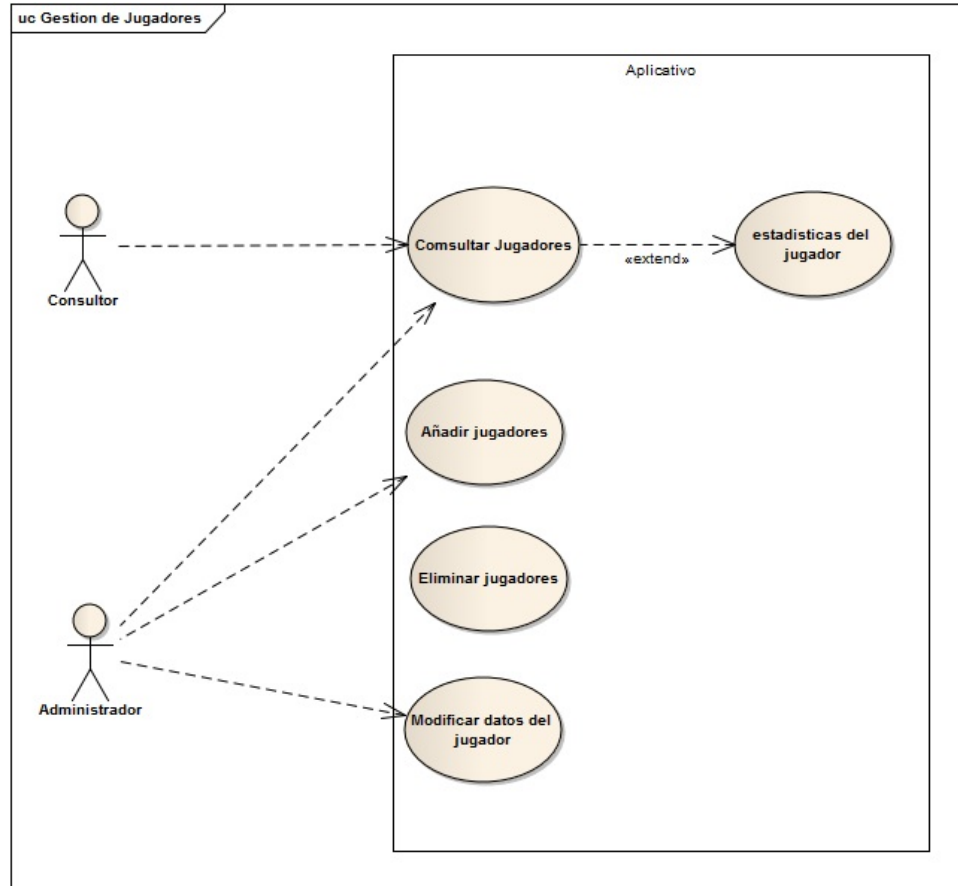 uc Gestion de Jugadores
Aplicativo
Comsultar Jugadores
«extend»
estadisticas del
jugador
Consultor
Añadir jugadores
Eliminar jugadores
Administrador
Modificar datos del
jugador